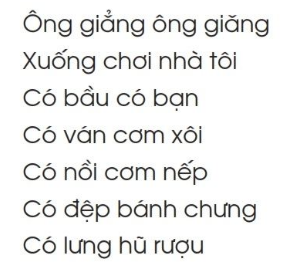 Ông giẳng ông giăng
Xuống chơi nhà tôi
Có bầu có bạn
Có ván cơm xôi
Có nồi cơm nếp
Có đệp bánh chưng
Có lưng hũ rượu